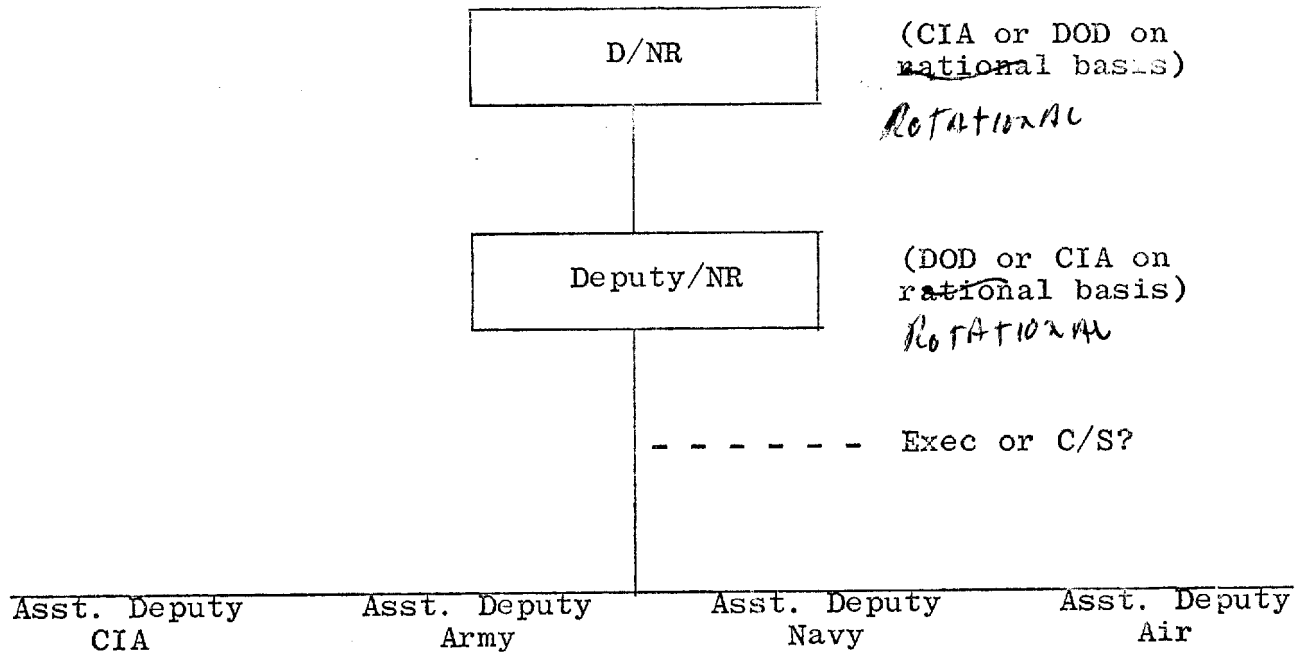 D/NR
(CIA or DOD on
national basis)
ROTATIONAL
Deputy/NR
(DOD or CIA on
rational basis)
ROTATIONAL
Exec or C/S?
Asst. Deputy
CIA
Asst. Deputy
Army
Asst. Deputy
Navy
Asst. Deputy
Air